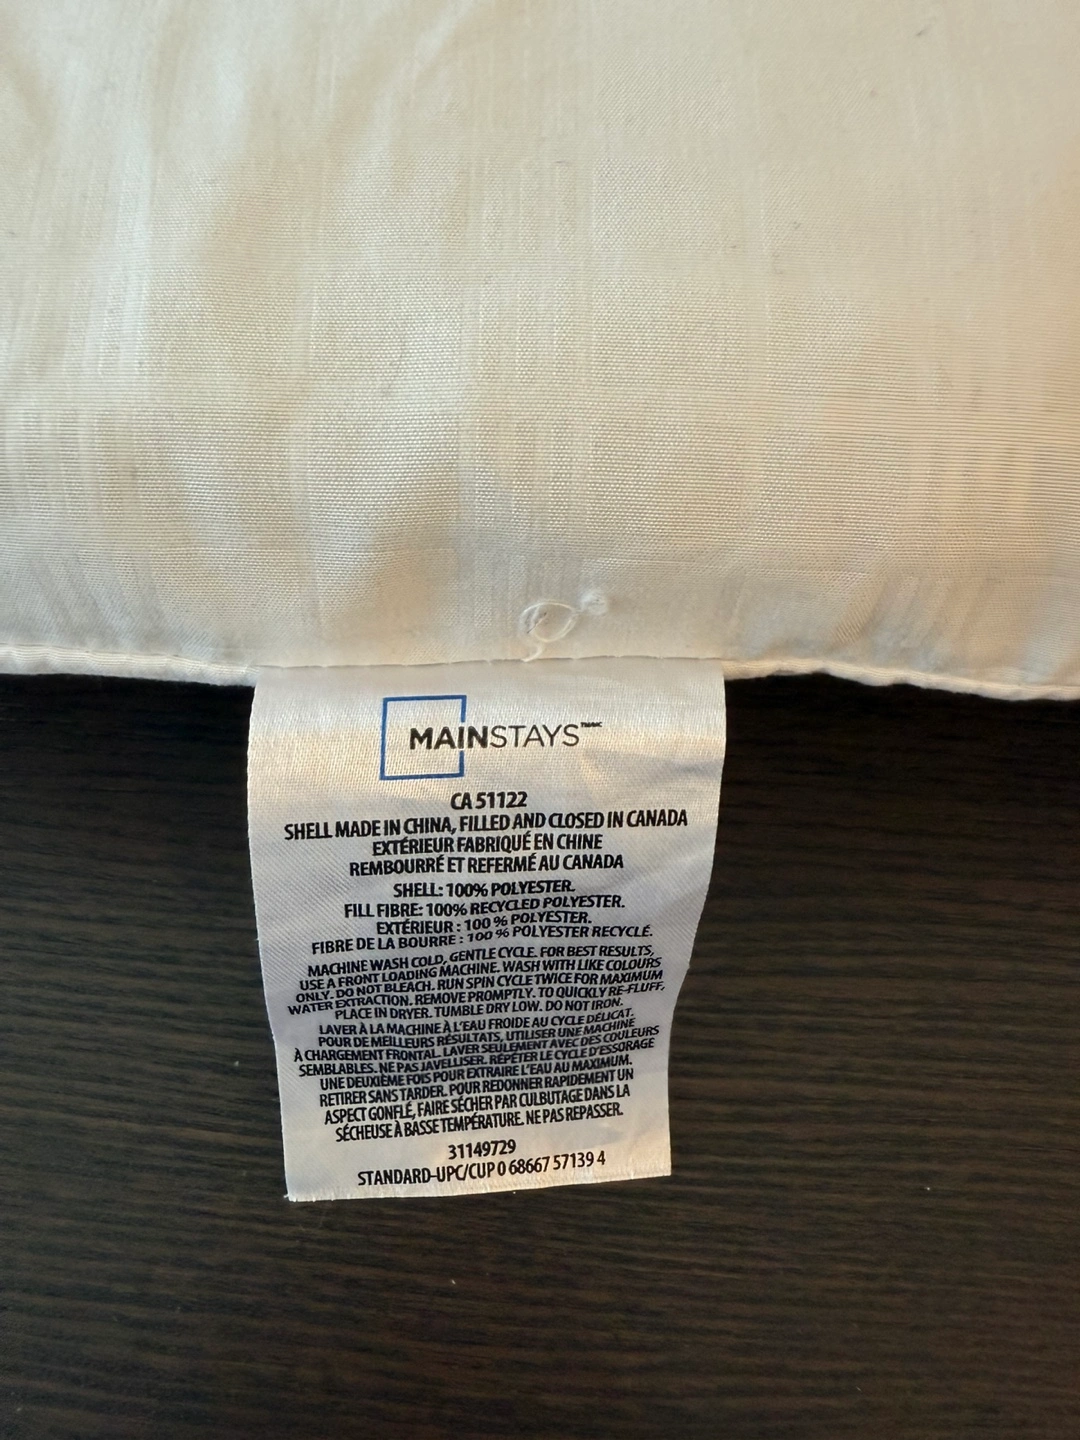 MAINSTAYS
CA 51122
SHELL MADE IN CHINA, FILLED AND CLOSED IN CANADA
EXTÉRIEUR FABRIQUÉ EN CHINE
REMBOURRÉ ET REFERMÉ AU CANADA
SHELL: 100% POLYESTER.
FILL FIBRE: 100% RECYCLED POLYESTER.
EXTÉRIEUR : 100 % POLYESTER.
FIBRE DE LA BOURRE : 100 % POLYESTER RECYCLÉ.
MACHINE WASH COLD, GENTLE CYCLE. FOR BEST RESULTS,
USE A FRONT LOADING MACHINE. WASH WITH LIKE COLOURS
ONLY. DO NOT BLEACH. RUN SPIN CYCLE TWICE FOR MAXIMUM
WATER EXTRACTION. REMOVE PROMPTLY. TO QUICKLY RE-FLUFF,
PLACE IN DRYER. TUMBLE DRY LOW. DO NOT IRON.
LAVER À LA MACHINE À L'EAU FROIDE AU CYCLE DÉLICAT.
POUR DE MEILLEURS RÉSULTATS, UTILISER UNE MACHINE
À CHARGEMENT FRONTAL. LAVER SEULEMENT AVEC DES COULEURS
SEMBLABLES. NE PAS JAVELLISER. RÉPÉTER LE CYCLE D'ESSORAGE
UNE DEUXIÈME FOIS POUR EXTRAIRE L'EAU AU MAXIMUM.
RETIRER SANS TARDER. POUR REDONNER RAPIDEMENT UN
ASPECT GONFLÉ, FAIRE SÉCHER PAR CULBUTAGE DANS LA
SÉCHEUSE À BASSE TEMPÉRATURE. NE PAS REPASSER.
31149729
STANDARD-UPC/CUP 0 68667 57139 4